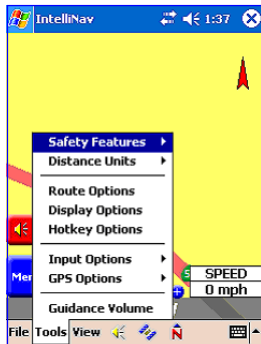 IntelliNav 1:37
Safety Features
Distance Units
Route Options
Display Options
Hotkey Options
Input Options
GPS Options
Guidance Volume
Men
S
SPEED
0 mph
File Tools View N